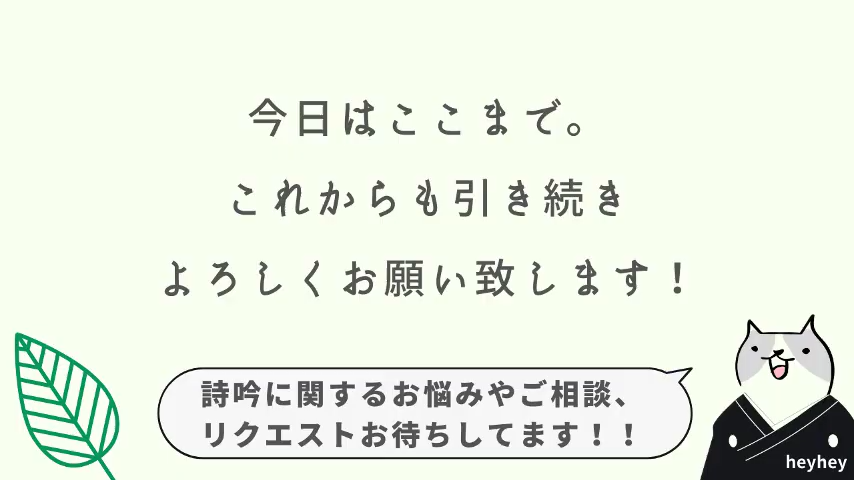 今日はここまで。
これからも引き続き
よろしくお願い致します！
詩吟に関するお悩みやご相談、
リクエストお待ちしてます！！
heyhey